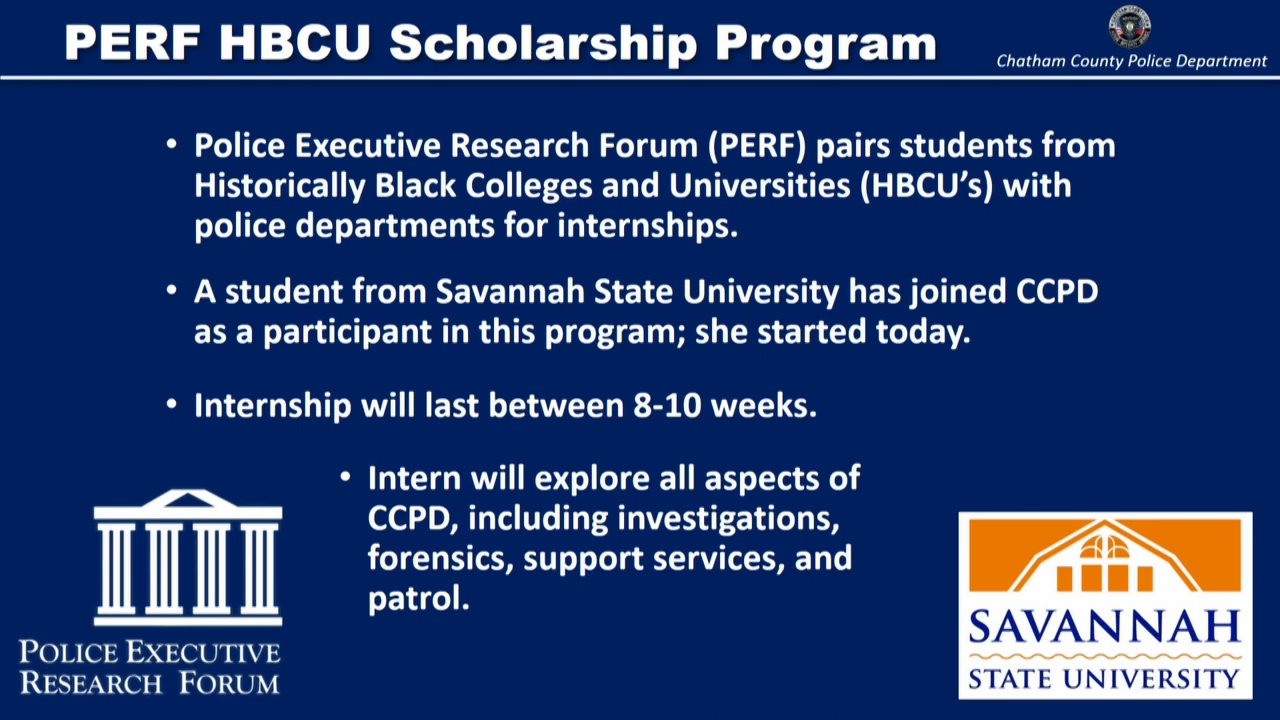 PERF HBCU Scholarship Program
Chatham County Police Department
• Police Executive Research Forum (PERF) pairs students from
Historically Black Colleges and Universities (HBCU’s) with
police departments for internships.
• A student from Savannah State University has joined CCPD
as a participant in this program; she started today.
• Internship will last between 8-10 weeks.
• Intern will explore all aspects of
CCPD, including investigations,
forensics, support services, and
patrol.
POLICE EXECUTIVE
RESEARCH FORUM
SAVANNAH
STATE UNIVERSITY